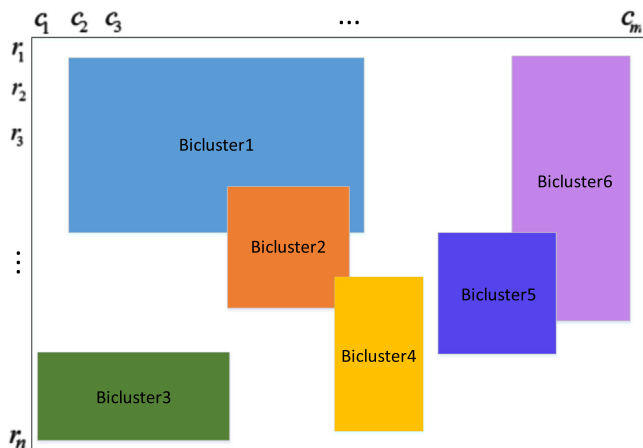 c1 c2 c3 ... cm
r1
r2
r3
Bicluster1
Bicluster6
Bicluster2
⋮
Bicluster5
Bicluster4
Bicluster3
rn